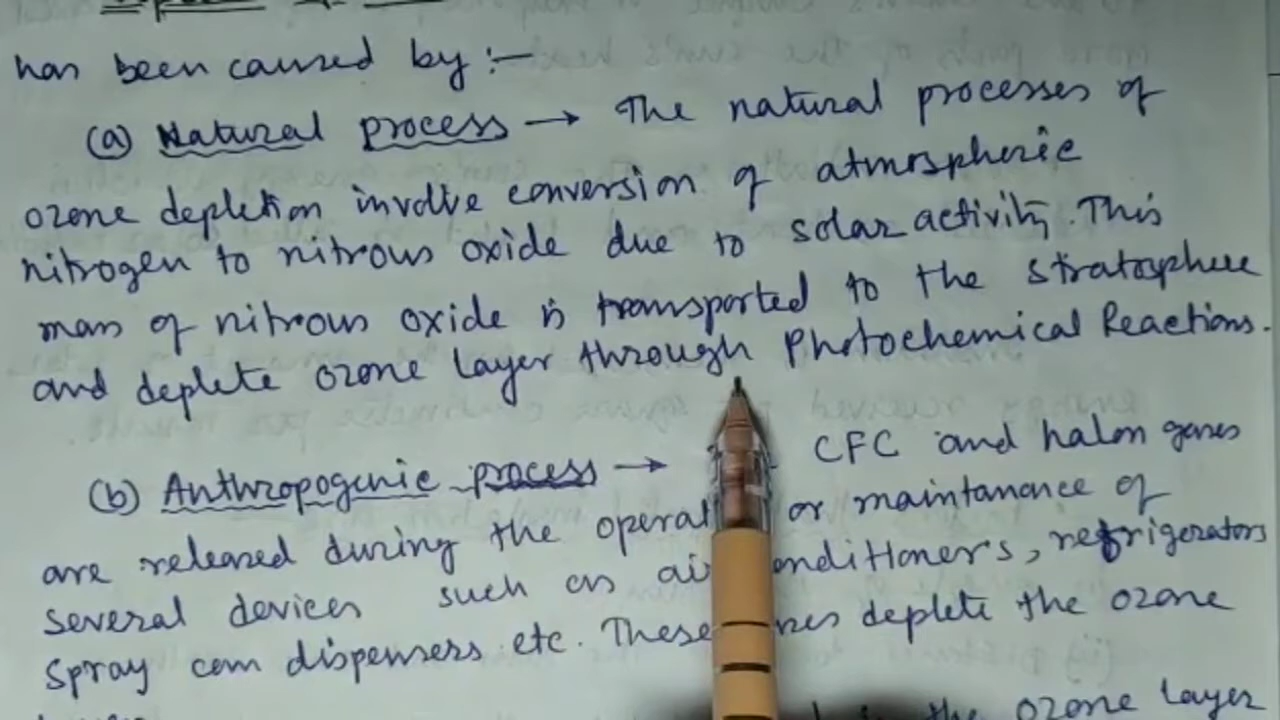 has been caused by :-
(a) Natural process → The natural processes of
ozone depletion involve conversion of atmospheric
nitrogen to nitrous oxide due to solar activity. This
mass of nitrous oxide is transported to the stratosphere
and deplete ozone layer through Photochemical Reactions.
(b) Anthropogenic process → CFC and halon gases
are released during the operat or maintanance of
several devices such as ai onditioners, refrigerators
spray can dispensers etc. These deplete the ozone
the ozone layer